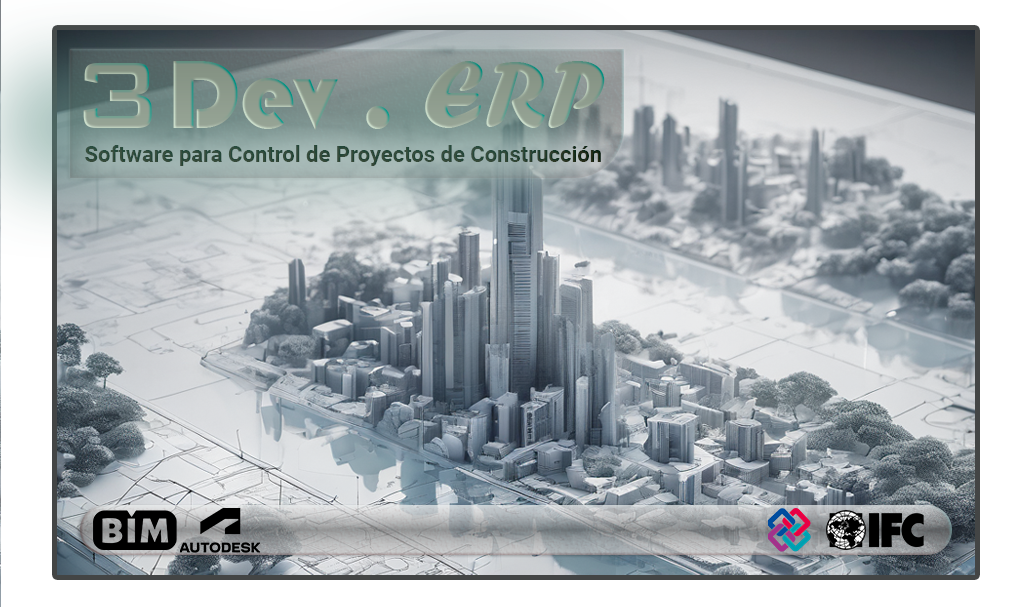 3Dev.ERP
Software para Control de Proyectos de Construcción
BIM
AUTODESK
IFC